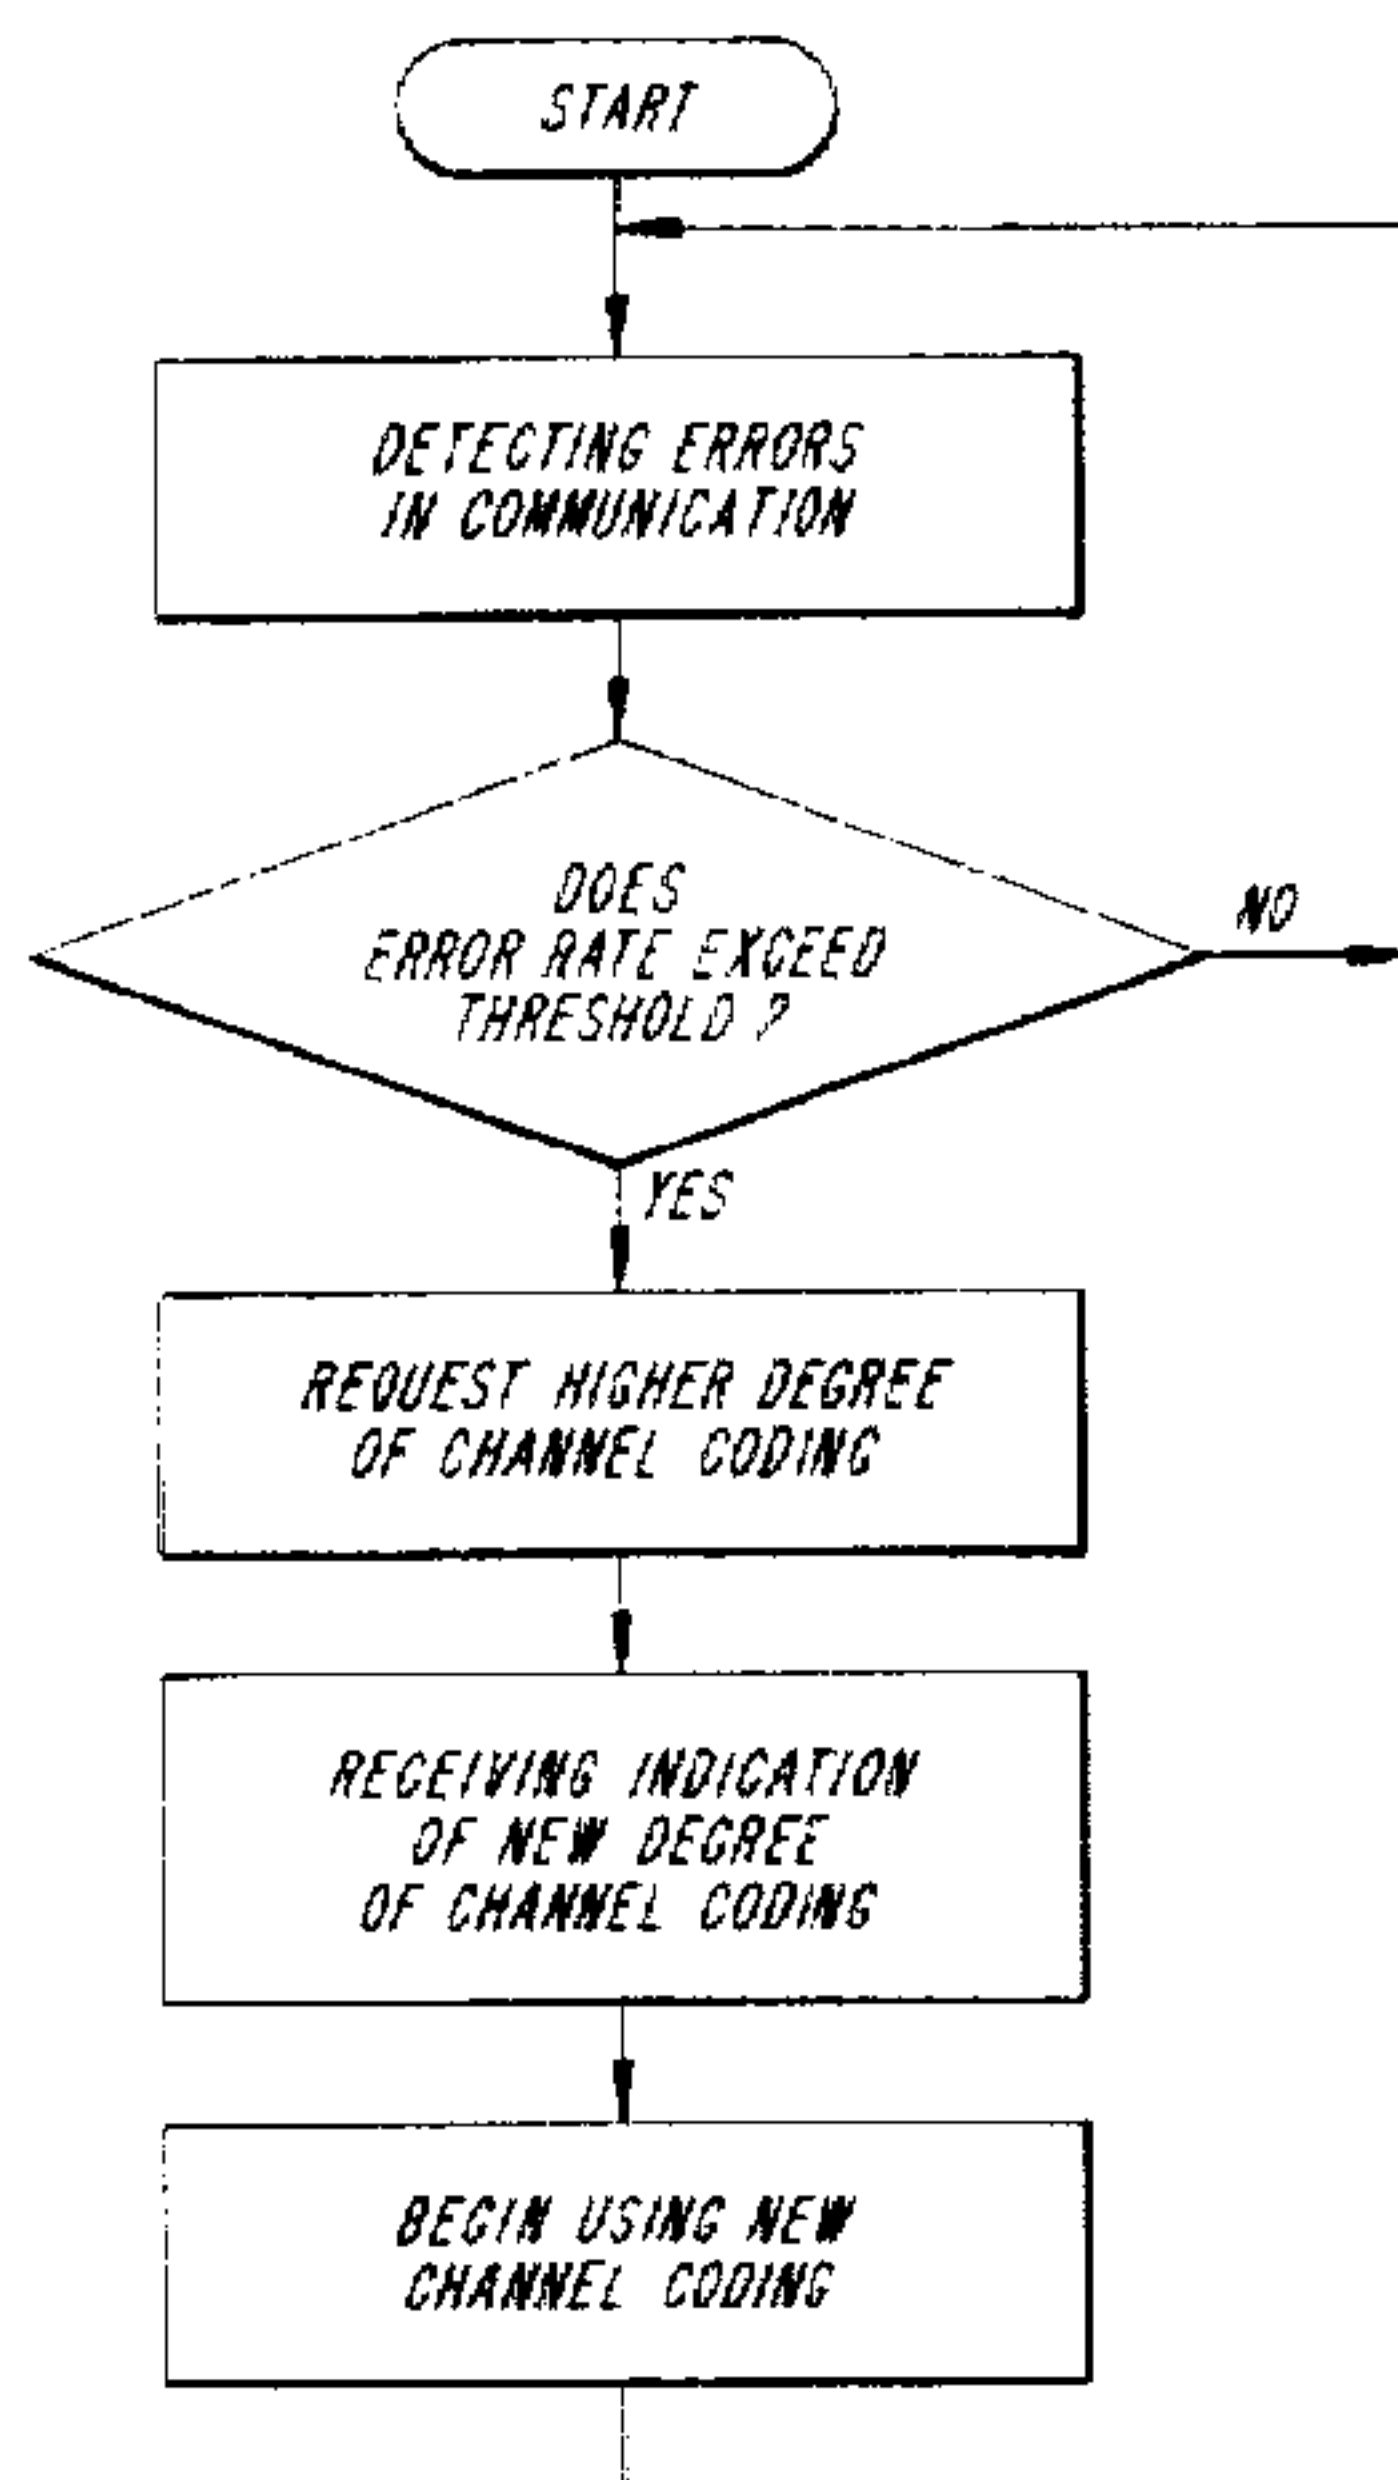 START
DETECTING ERRORS
IN COMMUNICATION
DOES
ERROR RATE EXCEED
THRESHOLD ?
NO
YES
REQUEST HIGHER DEGREE
OF CHANNEL CODING
RECEIVING INDICATION
OF NEW DEGREE
OF CHANNEL CODING
BEGIN USING NEW
CHANNEL CODING